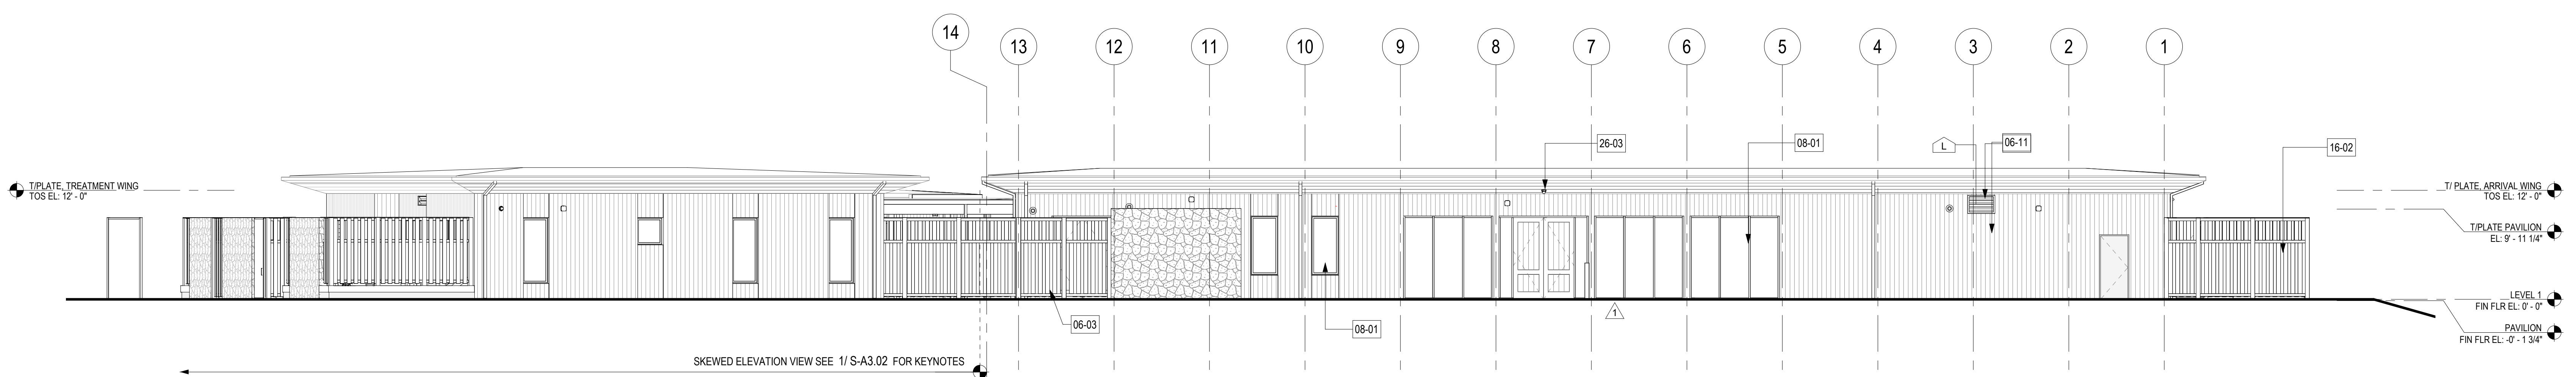 14
13
12
11
10
9
8
7
6
5
4
3
2
1
26-03
08-01
L
06-11
16-02
T/PLATE, TREATMENT WING
TOS EL: 12' - 0"
T/ PLATE, ARRIVAL WING
TOS EL: 12' - 0"
T/PLATE PAVILION
EL: 9' - 11 1/4"
LEVEL 1
FIN FLR EL: 0' - 0"
PAVILION
FIN FLR EL: -0' - 1 3/4"
06-03
08-01
1
SKEWED ELEVATION VIEW SEE 1/ S-A3.02 FOR KEYNOTES